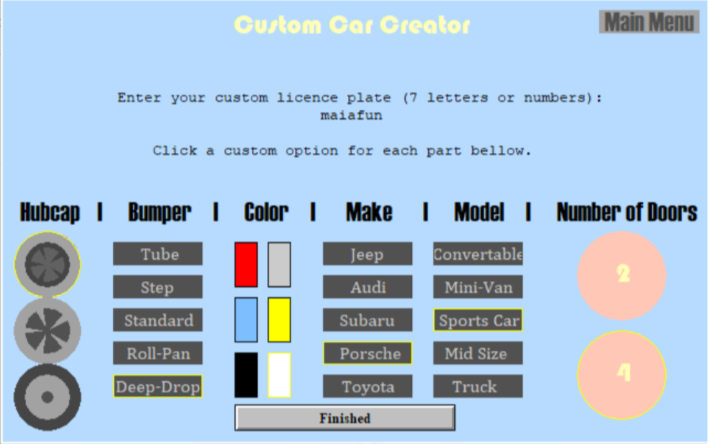 Custom Car Creator
Main Menu
Enter your custom licence plate (7 letters or numbers):
maiafun
Click a custom option for each part bellow.
Hubcap | Bumper | Color | Make | Model | Number of Doors
Tube Jeep Convertable 2
Step Audi Mini-Van
Standard Subaru Sports Car
Roll-Pan Porsche Mid Size 4
Deep-Drop Toyota Truck
Finished